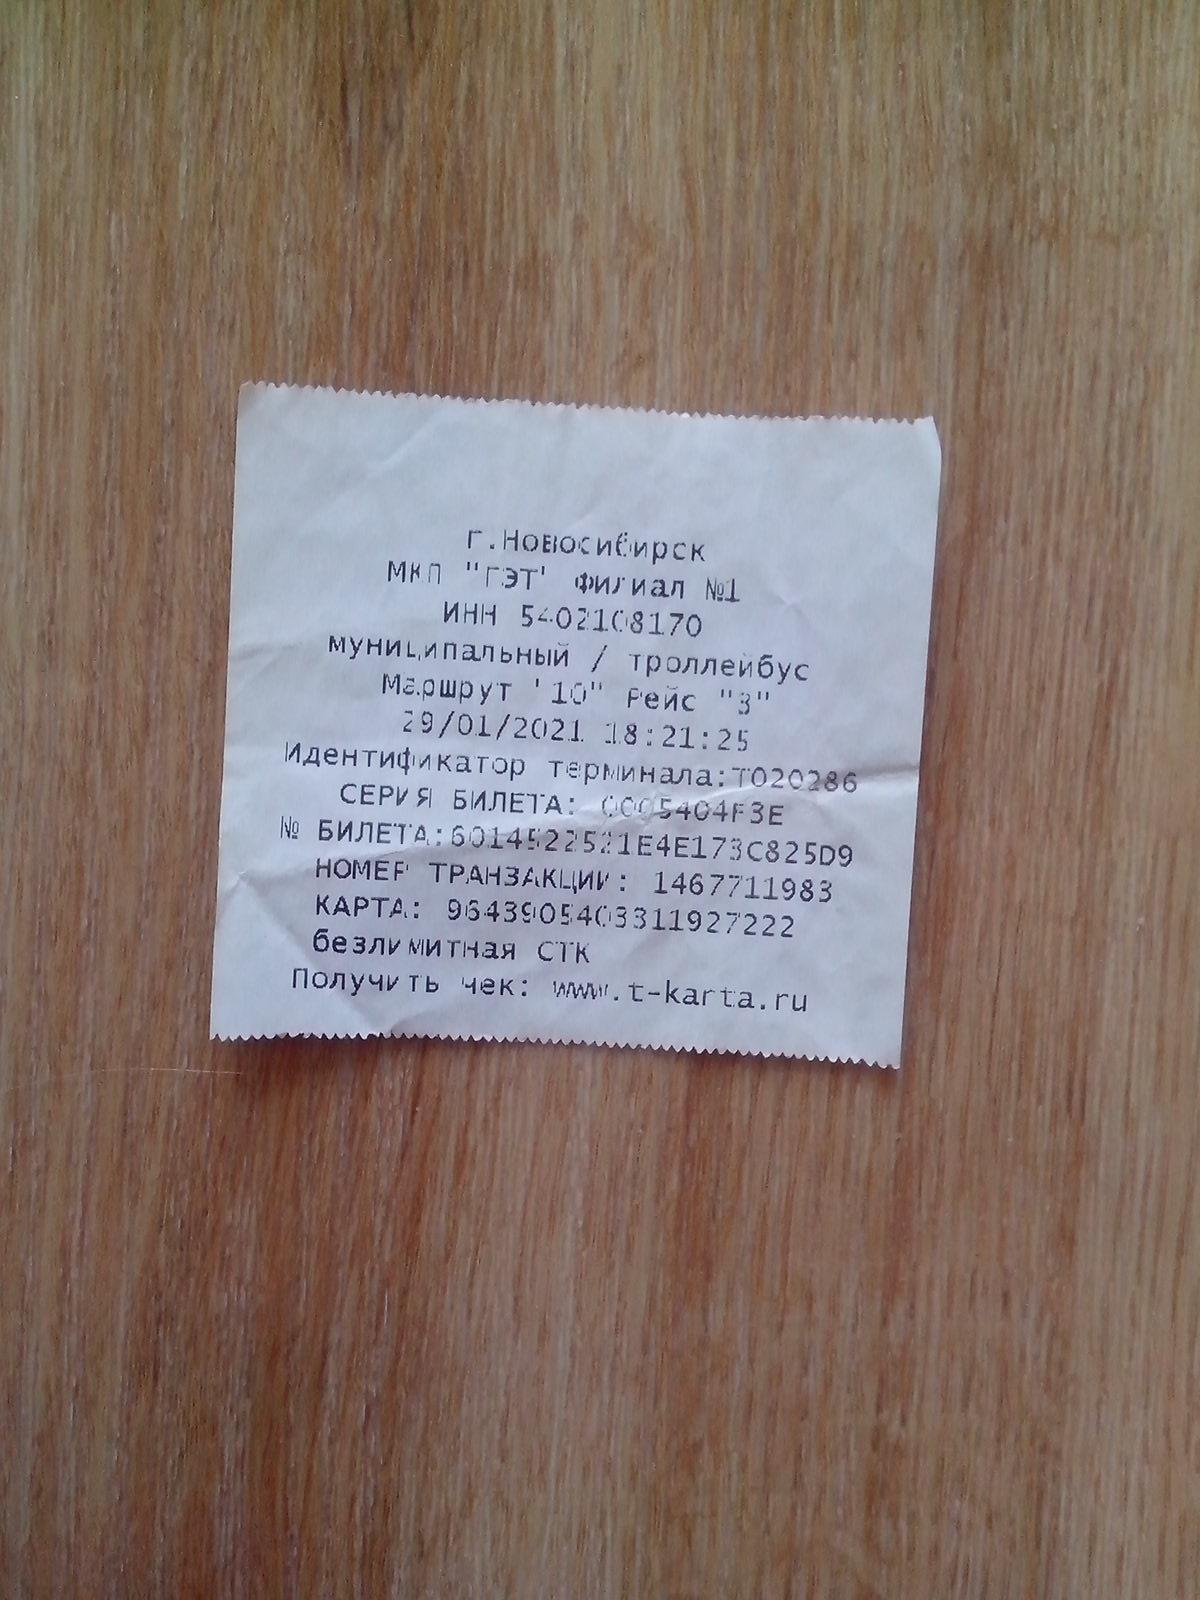 г.Новосибирск
МКП "ГЭТ" филиал №1
ИНН 5402108170
муниципальный / троллейбус
Маршрут "10" Рейс "3"
29/01/2021 18:21:25
Идентификатор терминала:Т020286
СЕРИЯ БИЛЕТА: 0005404F3E
№ БИЛЕТА:6014522521E4E173C825D9
НОМЕР ТРАНЗАКЦИИ: 1467711983
КАРТА: 9643905403311927222
безлимитная СТК
Получить чек: www.t-karta.ru